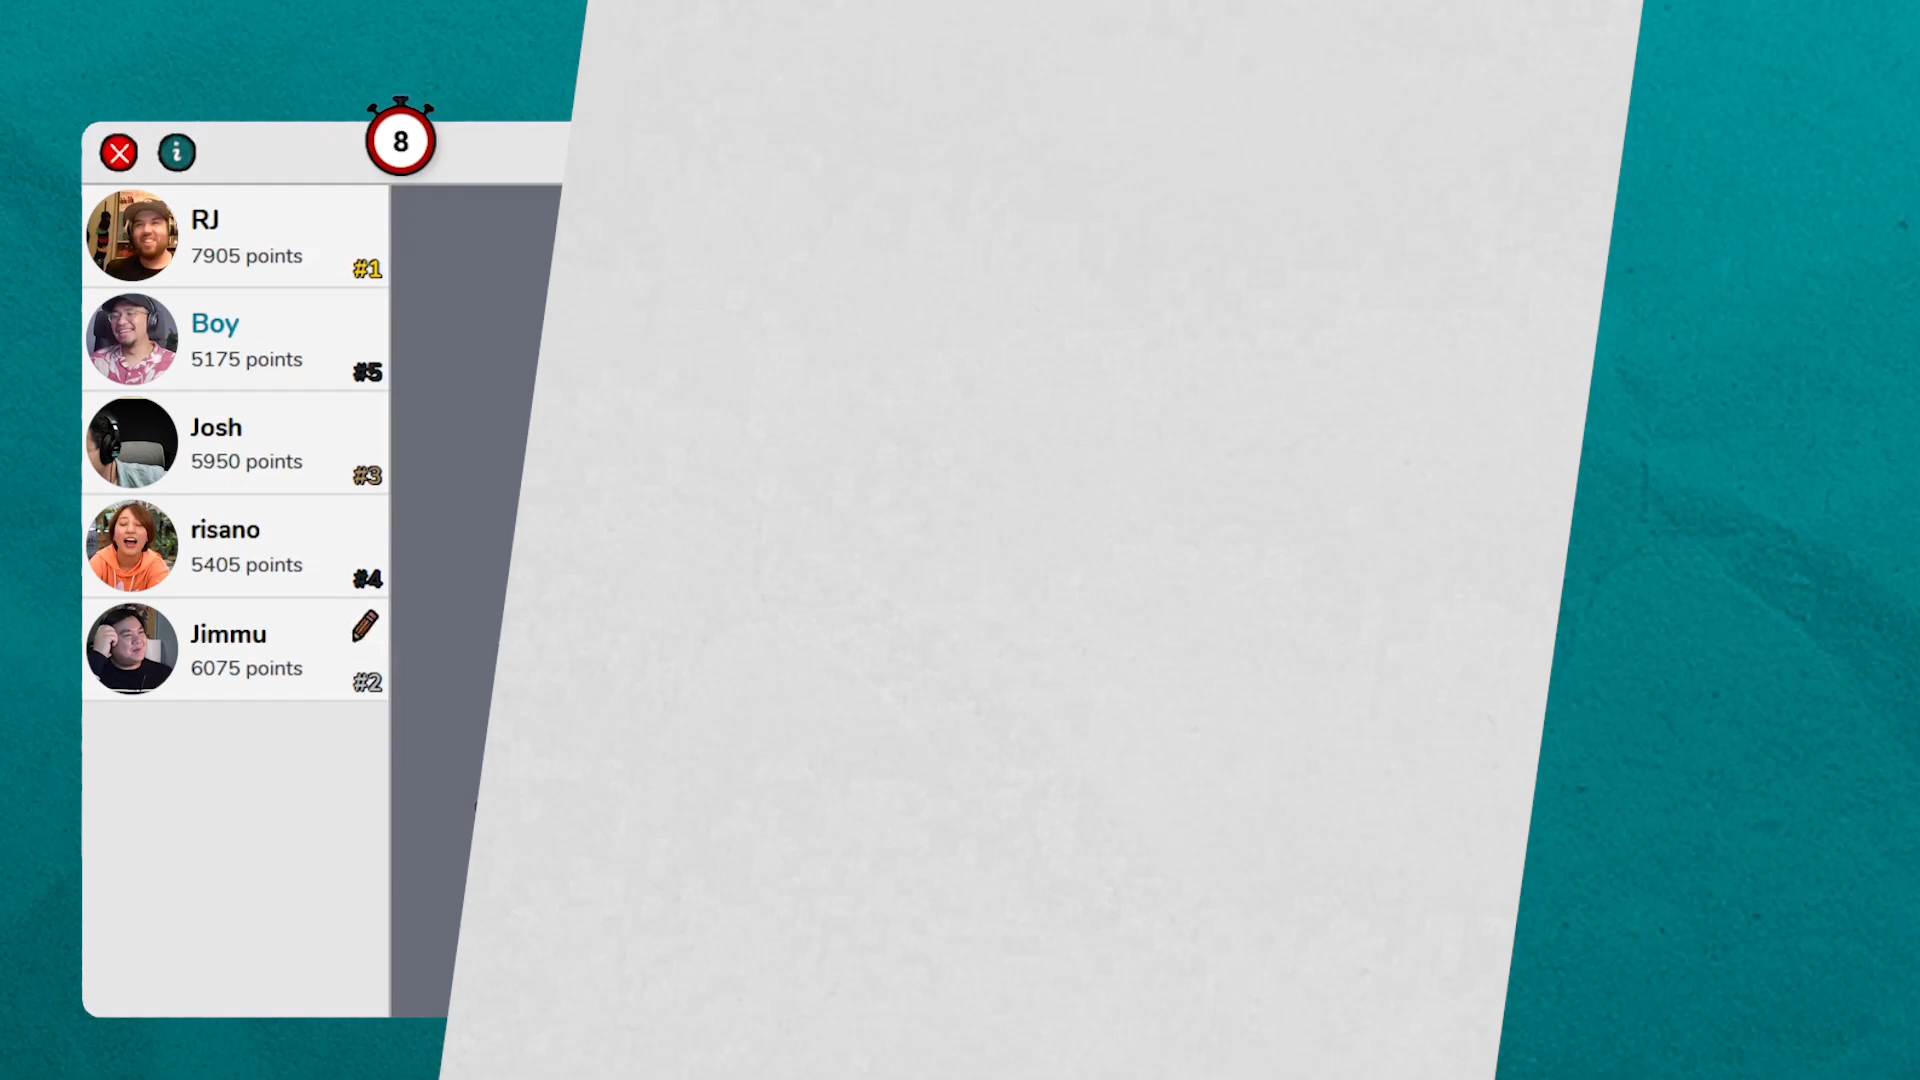 8
i
RJ
7905 points
#1
Boy
5175 points
#5
Josh
5950 points
#3
risano
5405 points
#4
Jimmu
6075 points
#2